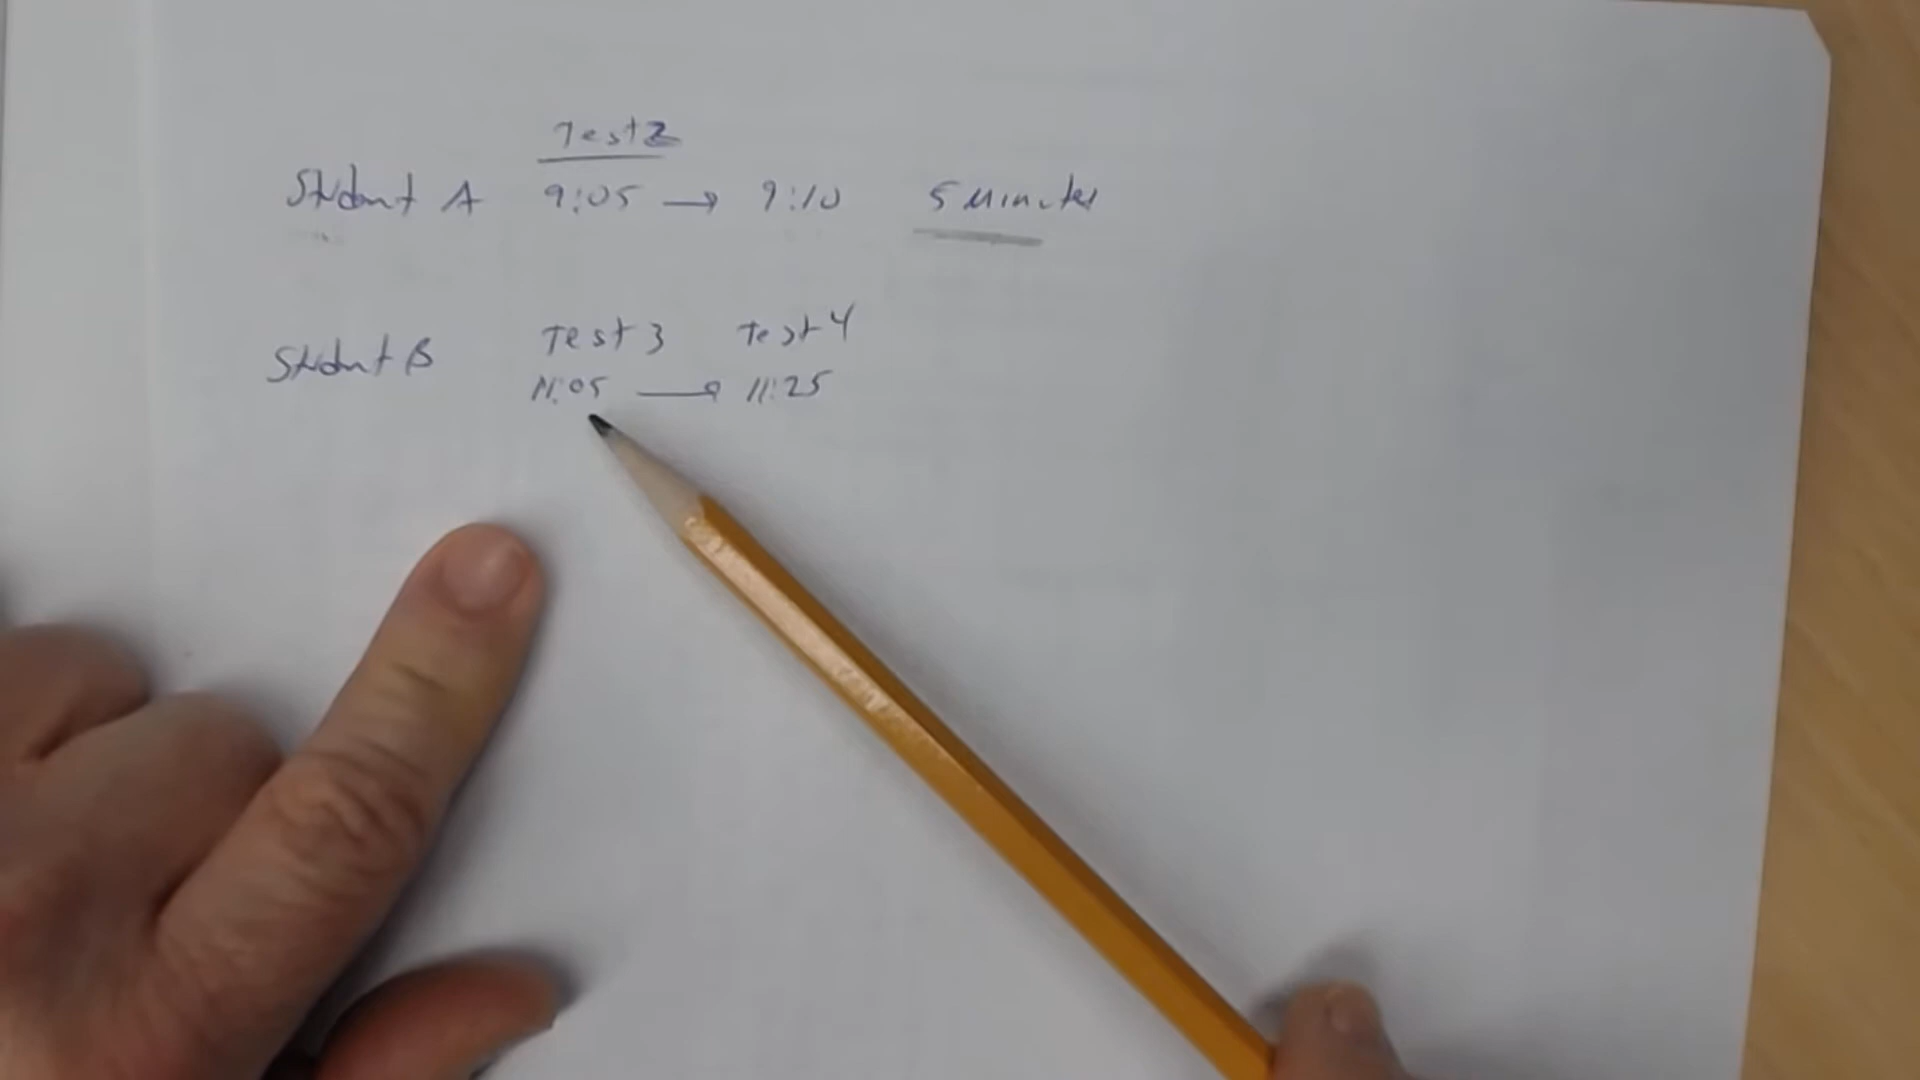 Test 2
Student A 9:05 → 9:10 5 Minutes
Test 3 Test 4
Student B
11:05 → 11:25